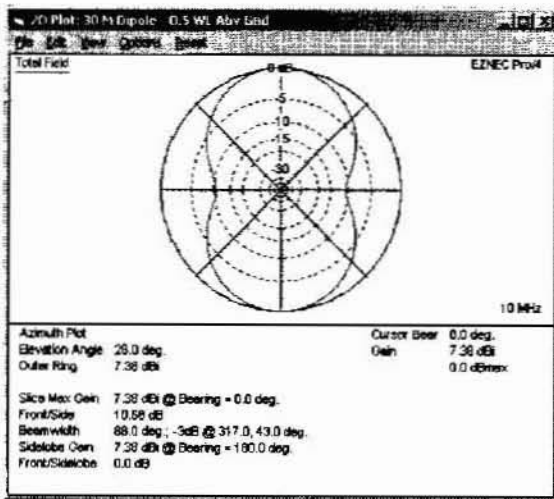 2D Plot: 30 M Dipole - 0.5 WL Abv Gnd
File Edit View Options Reset
Total Field
EZNEC Pro/4
0 dB
-5
-10
-15
-30
10 MHz
Azimuth Plot
Cursor Bear 0.0 deg.
Elevation Angle 28.0 deg.
Gain 7.38 dBi
Outer Ring 7.38 dBi
0.0 dBmax
Slice Max Gain 7.38 dBi @ Bearing = 0.0 deg.
Front/Side 10.58 dB
Beamwidth 88.0 deg.; -3dB @ 317.0, 43.0 deg.
Sidelobe Gain 7.38 dBi @ Bearing = 180.0 deg.
Front/Sidelobe 0.0 dB